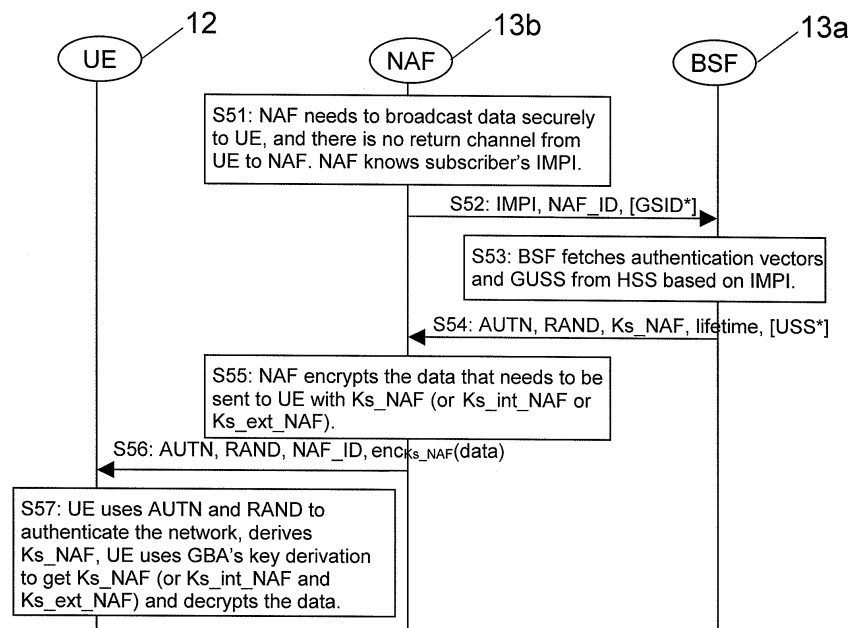 12
13b
13a
UE
NAF
BSF
S51: NAF needs to broadcast data securely
to UE, and there is no return channel from
UE to NAF. NAF knows subscriber's IMPI.
S52: IMPI, NAF_ID, [GSID*]
S53: BSF fetches authentication vectors
and GUSS from HSS based on IMPI.
S54: AUTN, RAND, Ks_NAF, lifetime, [USS*]
S55: NAF encrypts the data that needs to be
sent to UE with Ks_NAF (or Ks_int_NAF or
Ks_ext_NAF).
S56: AUTN, RAND, NAF_ID, encKs_NAF(data)
S57: UE uses AUTN and RAND to
authenticate the network, derives
Ks_NAF, UE uses GBA's key derivation
to get Ks_NAF (or Ks_int_NAF and
Ks_ext_NAF) and decrypts the data.